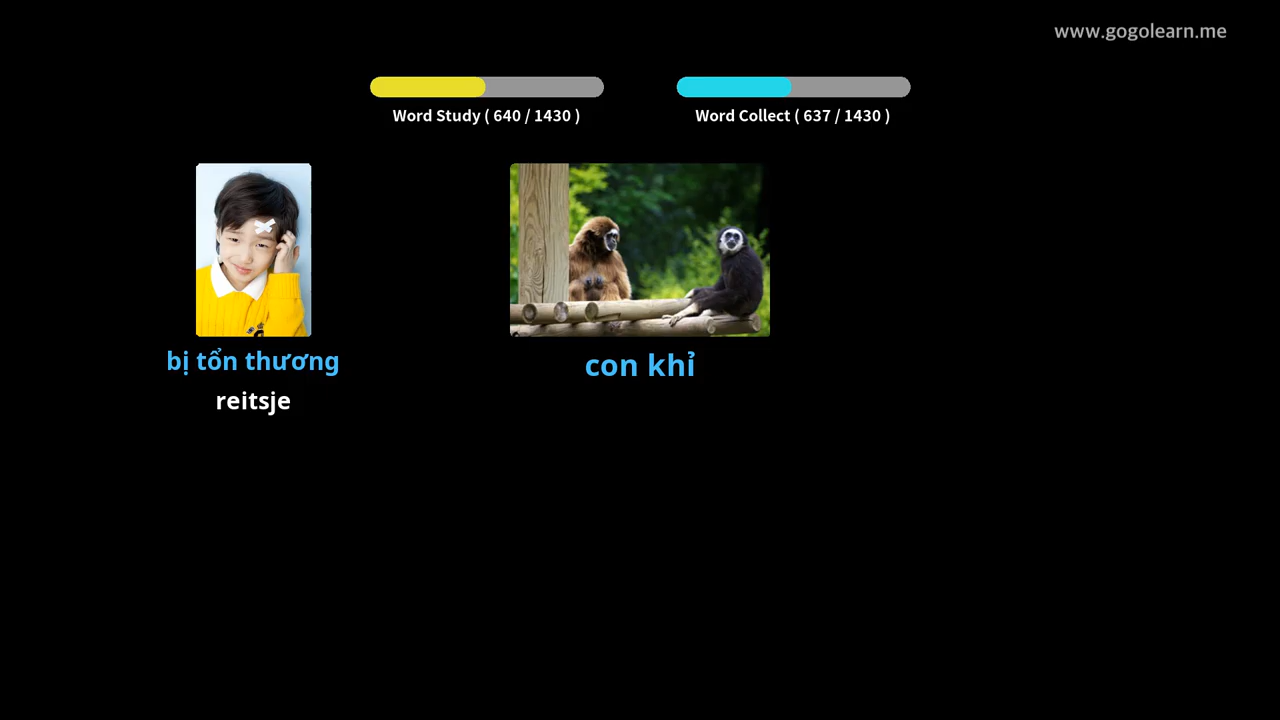 www.gogolearn.me
Word Study ( 640 / 1430 )
Word Collect ( 637 / 1430 )
bị tổn thương
reitsje
con khỉ